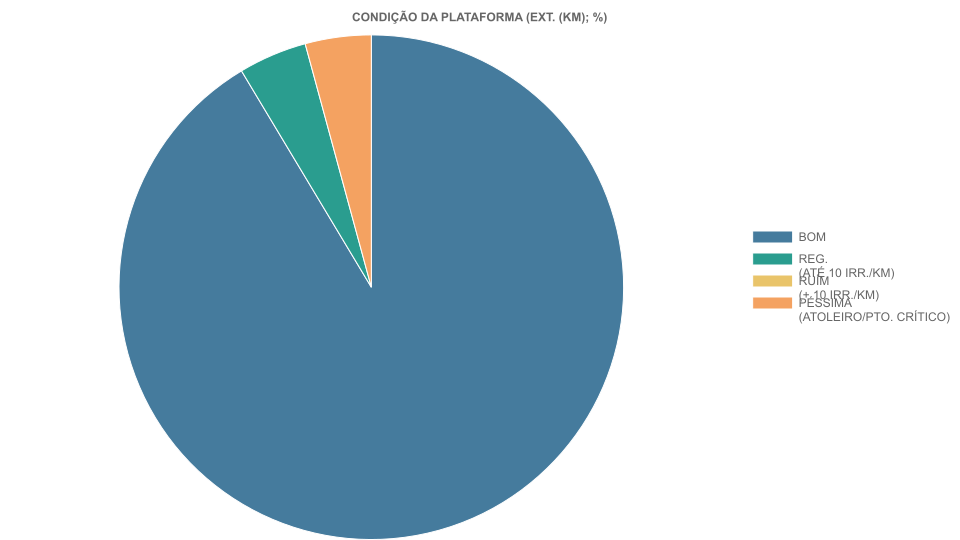 CONDIÇÃO DA PLATAFORMA (EXT. (KM); %)
BOM
REG.
(ATÉ 10 IRR./KM)
RUIM
(+ 10 IRR./KM)
PÉSSIMA
(ATOLEIRO/PTO. CRÍTICO)